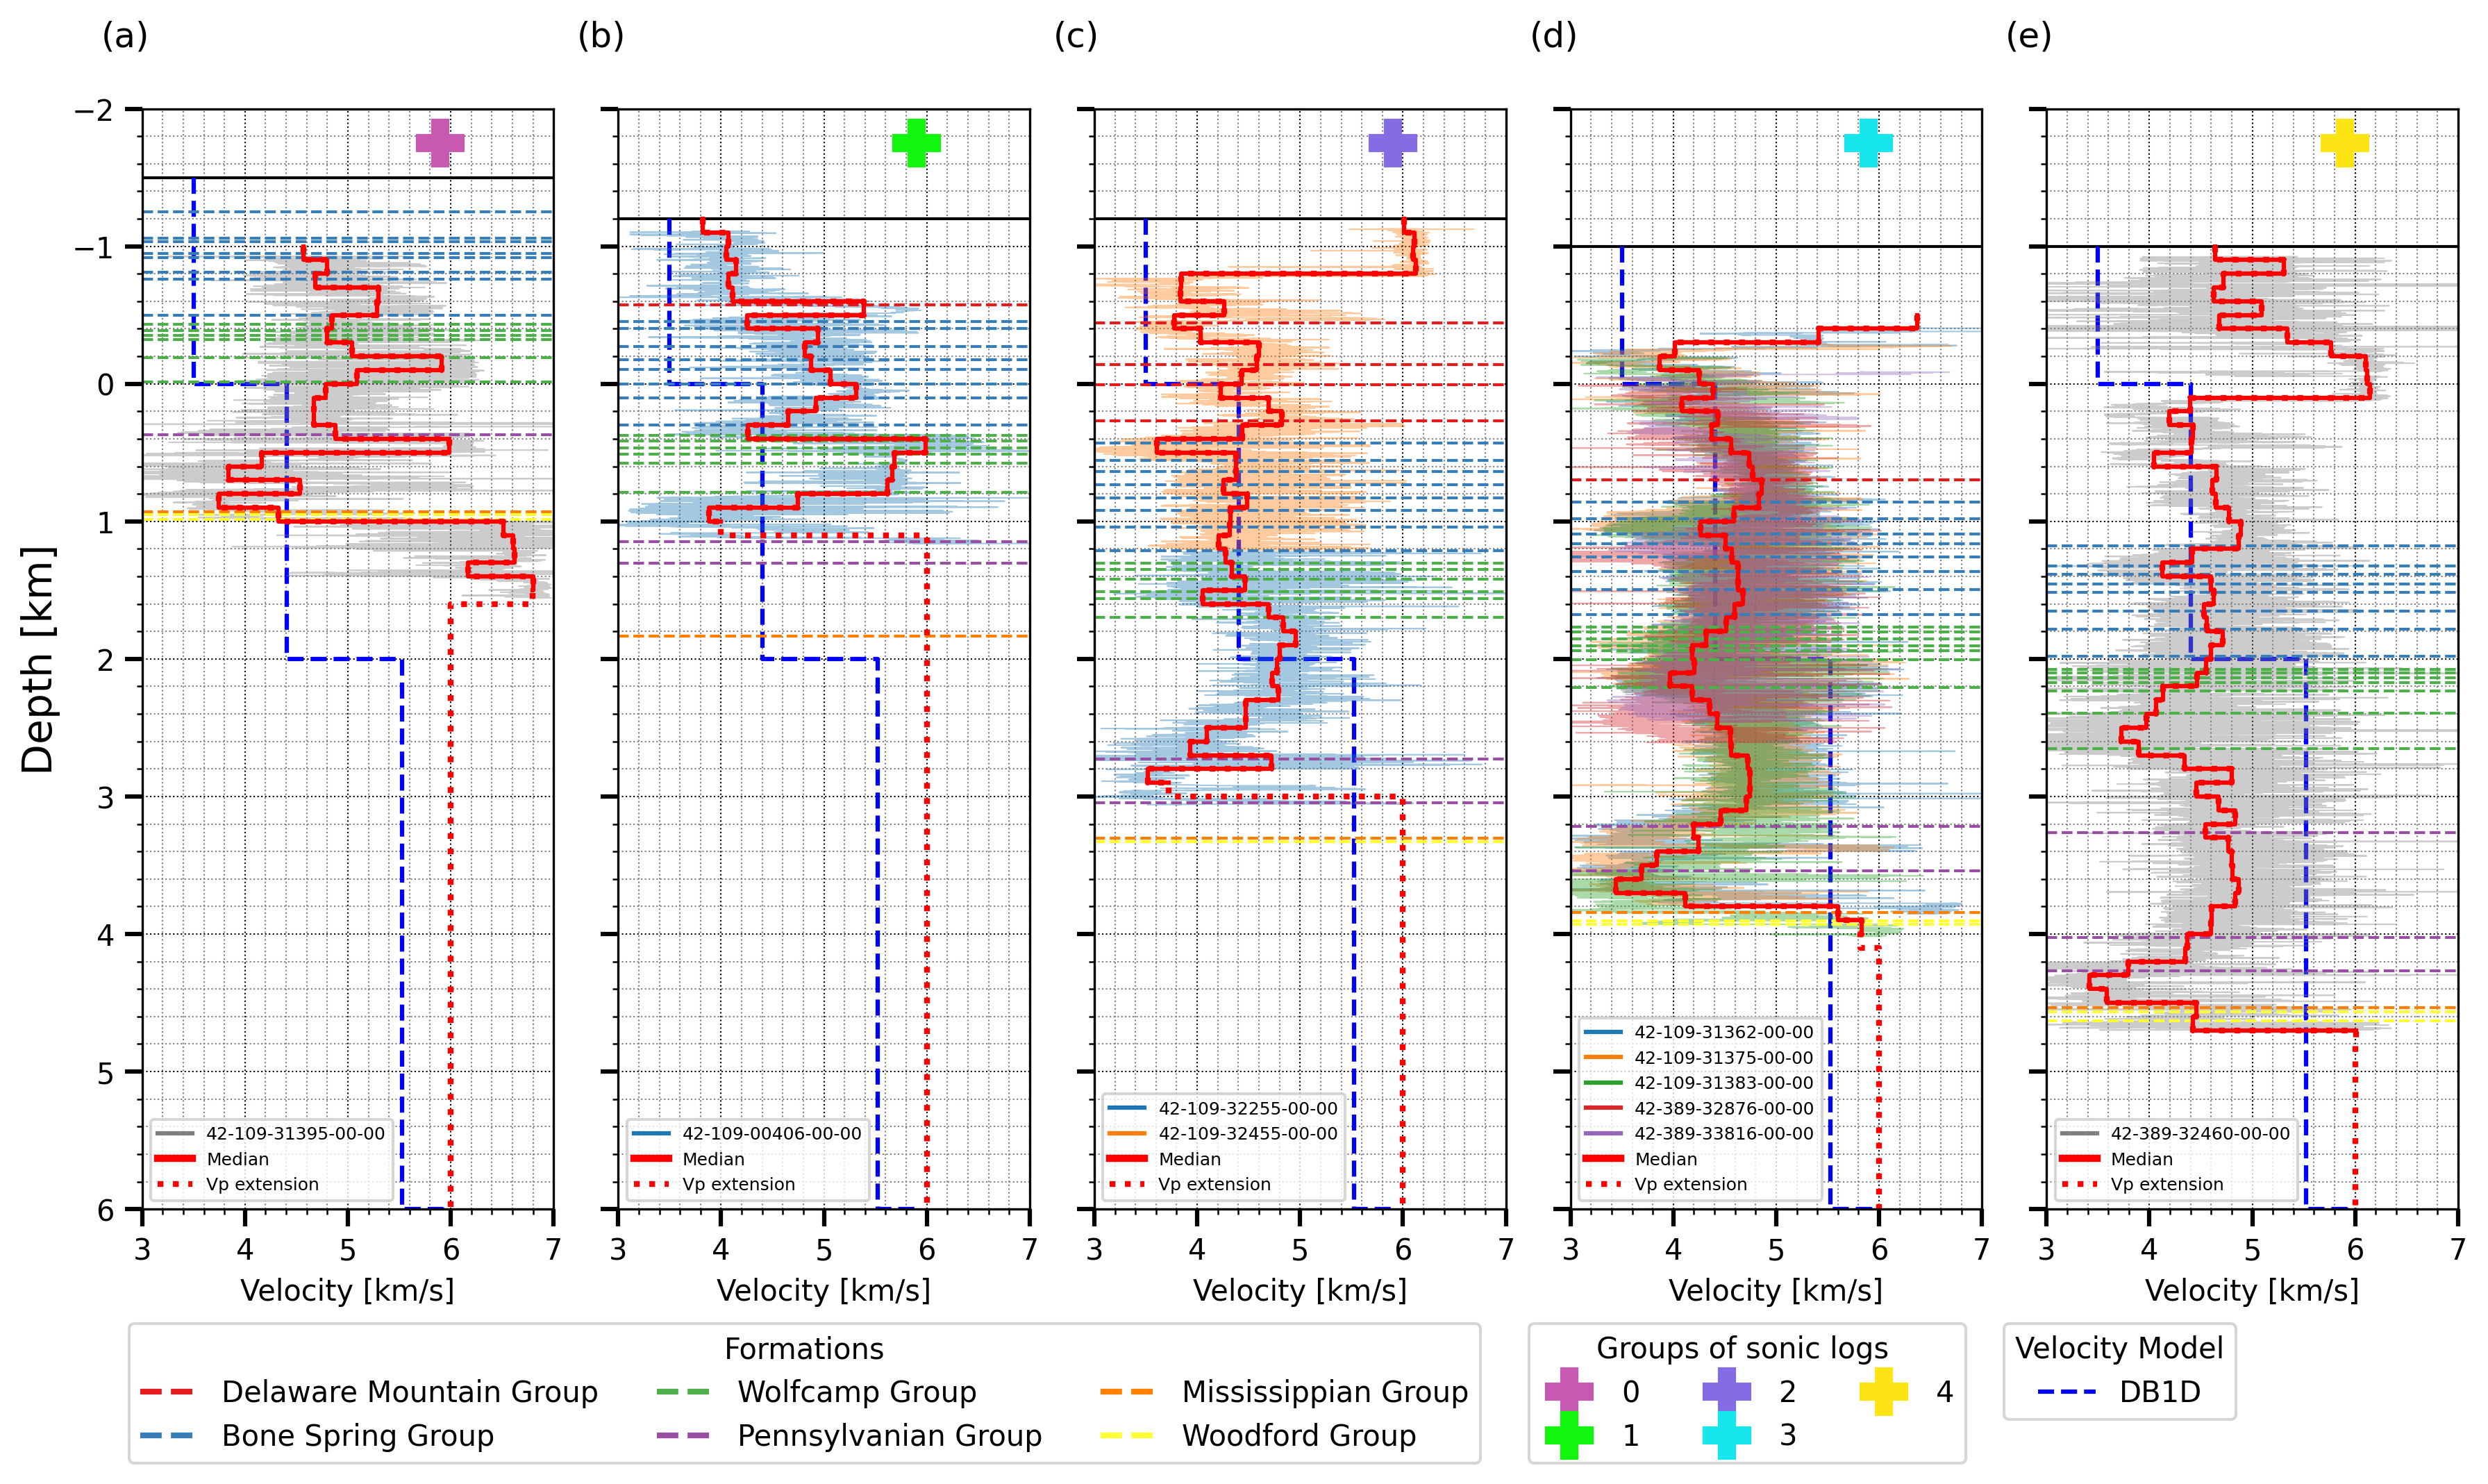 (a) (b) (c) (d) (e)
−2
−1
0
1
2
3
4
5
6
Depth [km]
42-109-31395-00-00
Median
Vp extension
42-109-00406-00-00
Median
Vp extension
42-109-32255-00-00
42-109-32455-00-00
Median
Vp extension
42-109-31362-00-00
42-109-31375-00-00
42-109-31383-00-00
42-389-32876-00-00
42-389-33816-00-00
Median
Vp extension
42-389-32460-00-00
Median
Vp extension
3 4 5 6 7 3 4 5 6 7 3 4 5 6 7 3 4 5 6 7 3 4 5 6 7
Velocity [km/s] Velocity [km/s] Velocity [km/s] Velocity [km/s] Velocity [km/s]
Formations
Delaware Mountain Group Wolfcamp Group Mississippian Group
Bone Spring Group Pennsylvanian Group Woodford Group
Groups of sonic logs
0 2 4
1 3
Velocity Model
DB1D